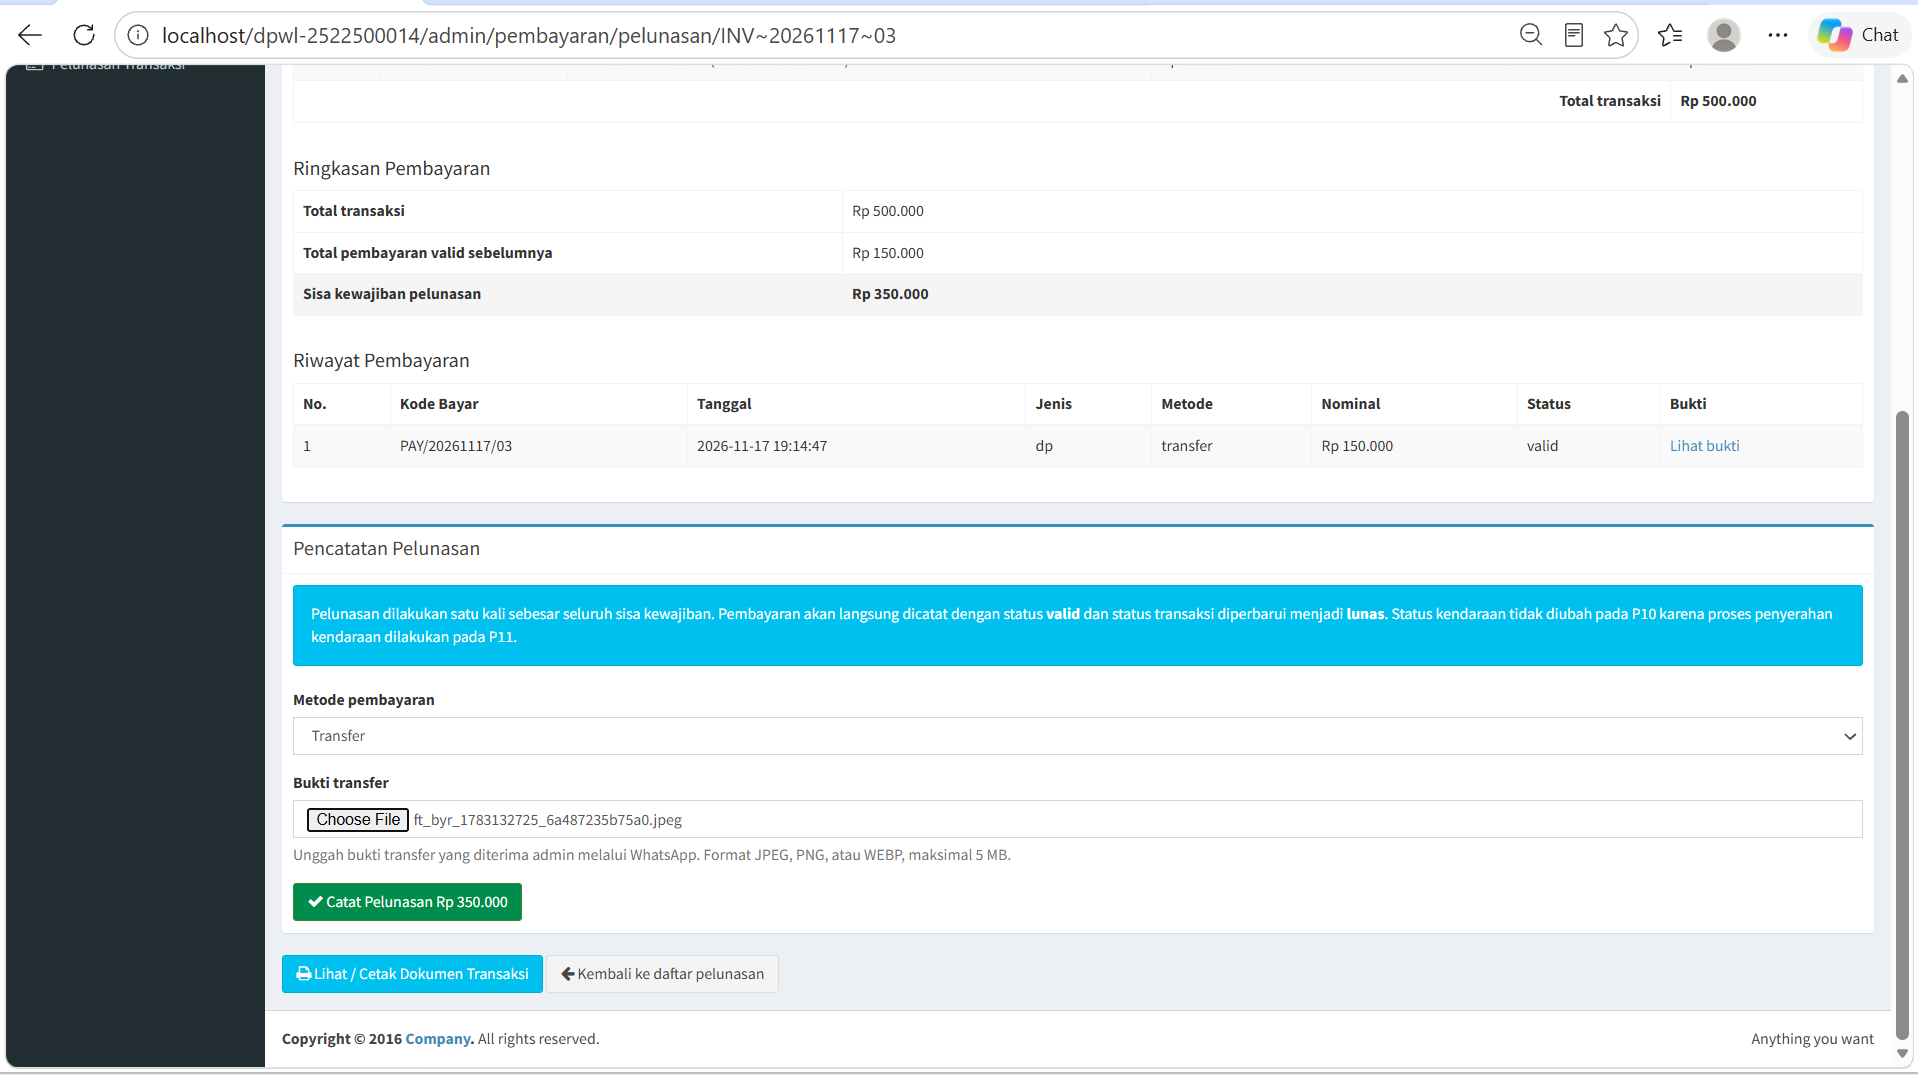 localhost/dpwl-2522500014/admin/pembayaran/pelunasan/INV~20261117~03
Chat
Pelunasan Transaksi
Total transaksi Rp 500.000
Ringkasan Pembayaran
Total transaksi Rp 500.000
Total pembayaran valid sebelumnya Rp 150.000
Sisa kewajiban pelunasan Rp 350.000
Riwayat Pembayaran
No. Kode Bayar Tanggal Jenis Metode Nominal Status Bukti
1 PAY/20261117/03 2026-11-17 19:14:47 dp transfer Rp 150.000 valid Lihat bukti
Pencatatan Pelunasan
Pelunasan dilakukan satu kali sebesar seluruh sisa kewajiban. Pembayaran akan langsung dicatat dengan status valid dan status transaksi diperbarui menjadi lunas. Status kendaraan tidak diubah pada P10 karena proses penyerahan
kendaraan dilakukan pada P11.
Metode pembayaran
Transfer
Bukti transfer
Choose File ft_byr_1783132725_6a487235b75a0.jpeg
Unggah bukti transfer yang diterima admin melalui WhatsApp. Format JPEG, PNG, atau WEBP, maksimal 5 MB.
Catat Pelunasan Rp 350.000
Lihat / Cetak Dokumen Transaksi Kembali ke daftar pelunasan
Copyright © 2016 Company. All rights reserved. Anything you want